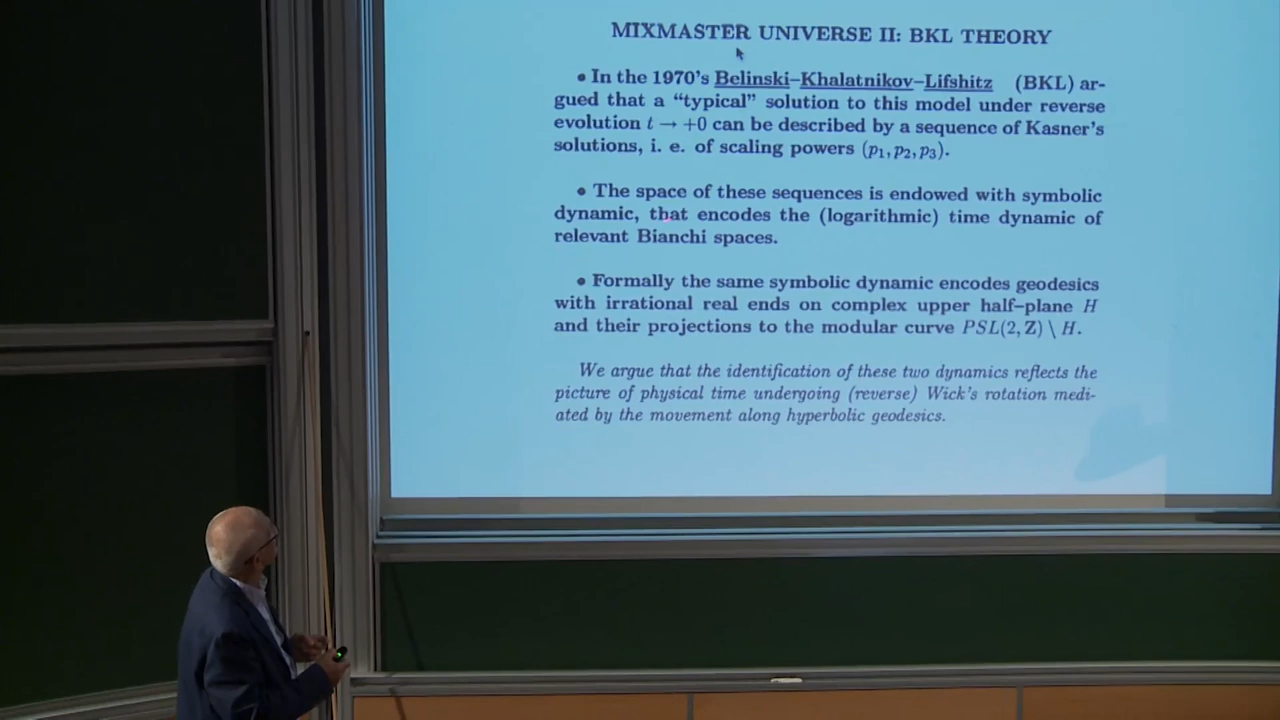 MIXMASTER UNIVERSE II: BKL THEORY
• In the 1970's Belinski–Khalatnikov–Lifshitz (BKL) ar-
gued that a “typical” solution to this model under reverse
evolution t → +0 can be described by a sequence of Kasner's
solutions, i. e. of scaling powers (p₁, p₂, p₃).
• The space of these sequences is endowed with symbolic
dynamic, that encodes the (logarithmic) time dynamic of
relevant Bianchi spaces.
• Formally the same symbolic dynamic encodes geodesics
with irrational real ends on complex upper half–plane H
and their projections to the modular curve PSL(2, Z) \ H.
We argue that the identification of these two dynamics reflects the
picture of physical time undergoing (reverse) Wick's rotation medi-
ated by the movement along hyperbolic geodesics.